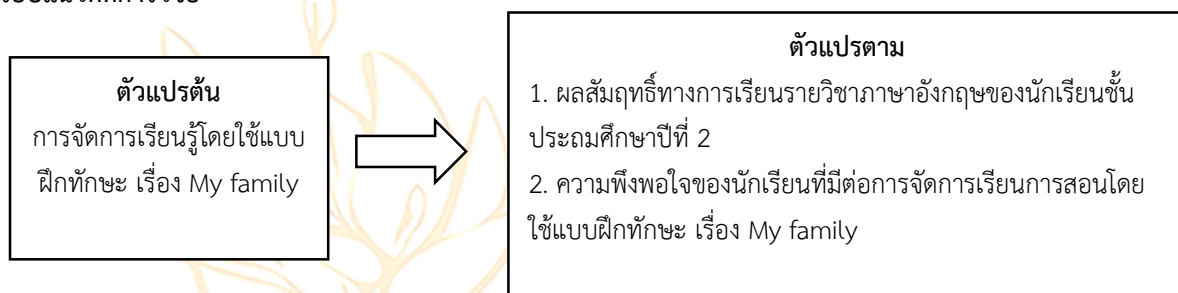 ตัวแปรต้น
การจัดการเรียนรู้โดยใช้แบบ
ฝึกทักษะ เรื่อง My family
ตัวแปรตาม
1. ผลสัมฤทธิ์ทางการเรียนรายวิชาภาษาอังกฤษของนักเรียนชั้น
ประถมศึกษาปีที่ 2
2. ความพึงพอใจของนักเรียนที่มีต่อการจัดการเรียนการสอนโดย
ใช้แบบฝึกทักษะ เรื่อง My family